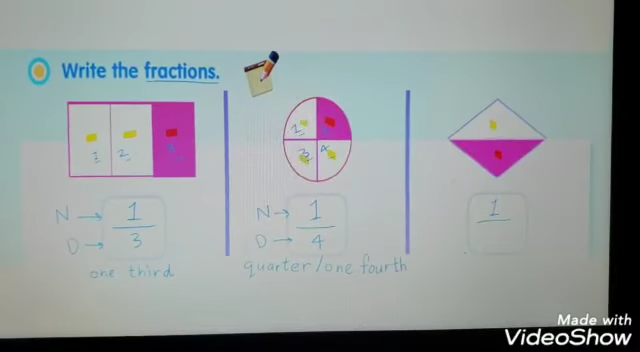 Write the fractions.
1 2
2
3 4
N → 1
D → 3
one third
N → 1
D → 4
quarter/one fourth
1
Made with
VideoShow